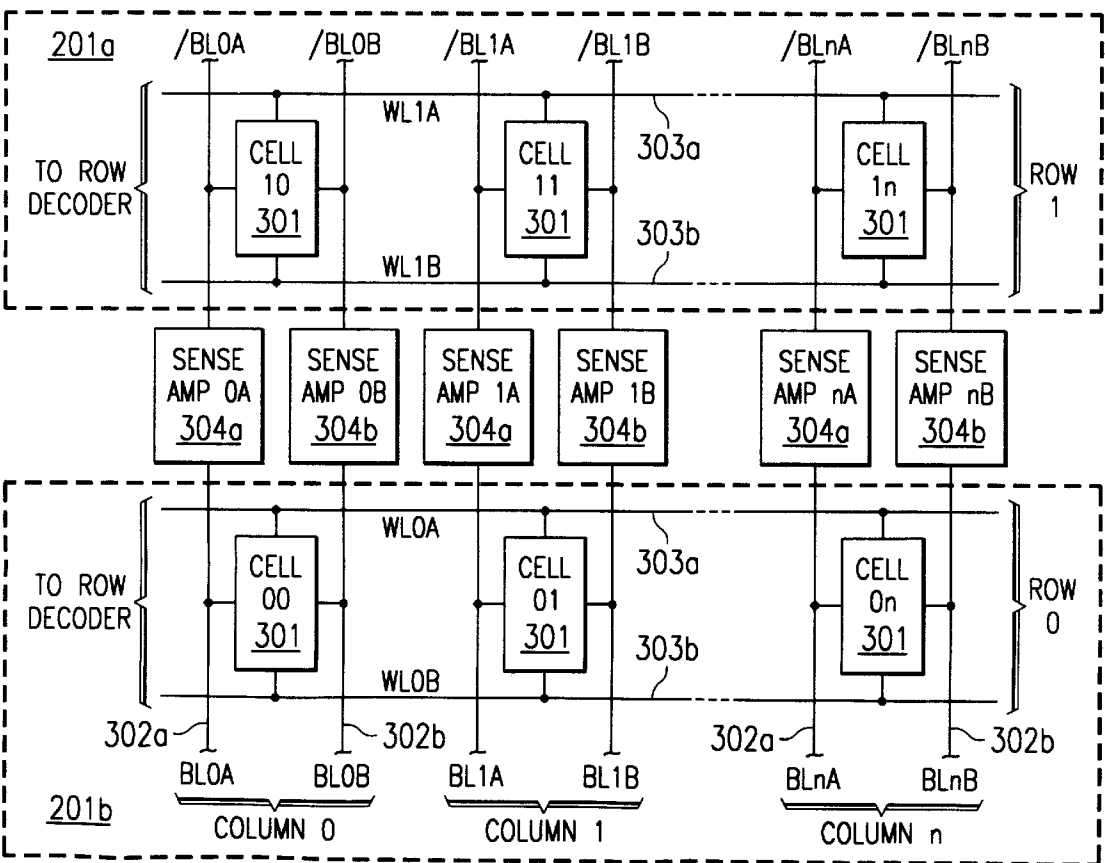 201a
/BL0A /BL0B /BL1A /BL1B /BLnA /BLnB
WL1A
303a
TO ROW DECODER
CELL 10 301
CELL 11 301
CELL 1n 301
ROW 1
303b
WL1B
SENSE AMP 0A 304a
SENSE AMP 0B 304b
SENSE AMP 1A 304a
SENSE AMP 1B 304b
SENSE AMP nA 304a
SENSE AMP nB 304b
WL0A
303a
TO ROW DECODER
CELL 00 301
CELL 01 301
CELL 0n 301
ROW 0
303b
WL0B
302a 302b 302a 302b
BL0A BL0B BL1A BL1B BLnA BLnB
201b
COLUMN 0 COLUMN 1 COLUMN n